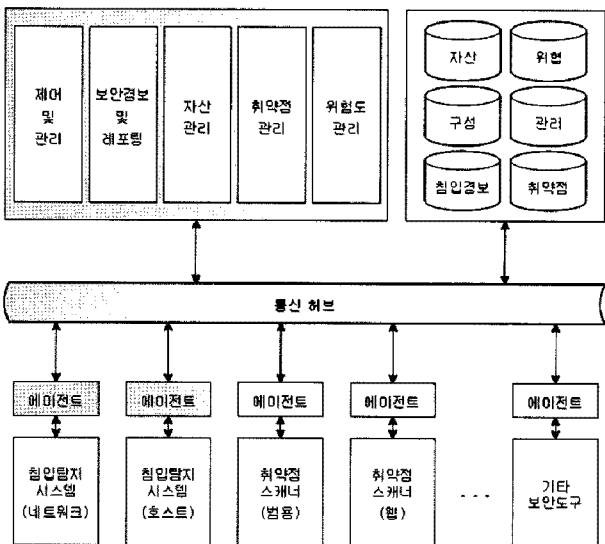 제어
및
관리
보안경보
및
레포링
자산
관리
취약점
관리
위험도
관리
자산
위협
구성
관리
침입경보
취약점
통신 허브
에이전트
에이전트
에이전트
에이전트
에이전트
침입탐지
시스템
(네트워크)
침입탐지
시스템
(호스트)
취약점
스캐너
(범용)
취약점
스캐너
(웹)
. . .
기타
보안도구